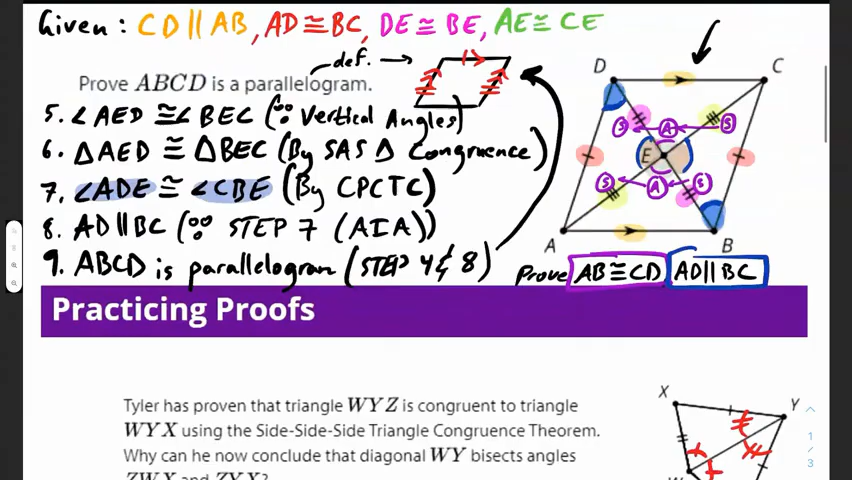 Given : CD || AB, AD ≅ BC, DE ≅ BE, AE ≅ CE
def. →
Prove ABCD is a parallelogram.
5. ∠AED ≅ ∠BEC (∵ Vertical Angles)
6. △AED ≅ △BEC (By SAS △ Congruence)
7. ∠ADE ≅ ∠CBE (By CPCTC)
8. AD || BC (∵ STEP 7 (AIA))
9. ABCD is parallelogram (STEP 4 & 8)
D
C
S A S
E
S A S
A
B
Prove AB ≅ CD AD || BC
Practicing Proofs
Tyler has proven that triangle WYZ is congruent to triangle
WYX using the Side-Side-Side Triangle Congruence Theorem.
Why can he now conclude that diagonal WY bisects angles
ZWX and ZYX?
X
Y
W
1
/
3